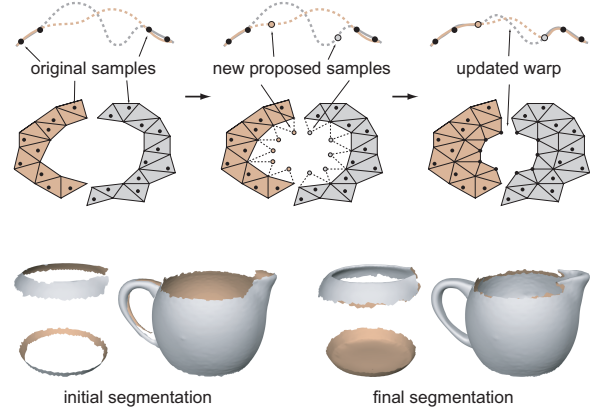 original samples
new proposed samples
updated warp
initial segmentation
final segmentation